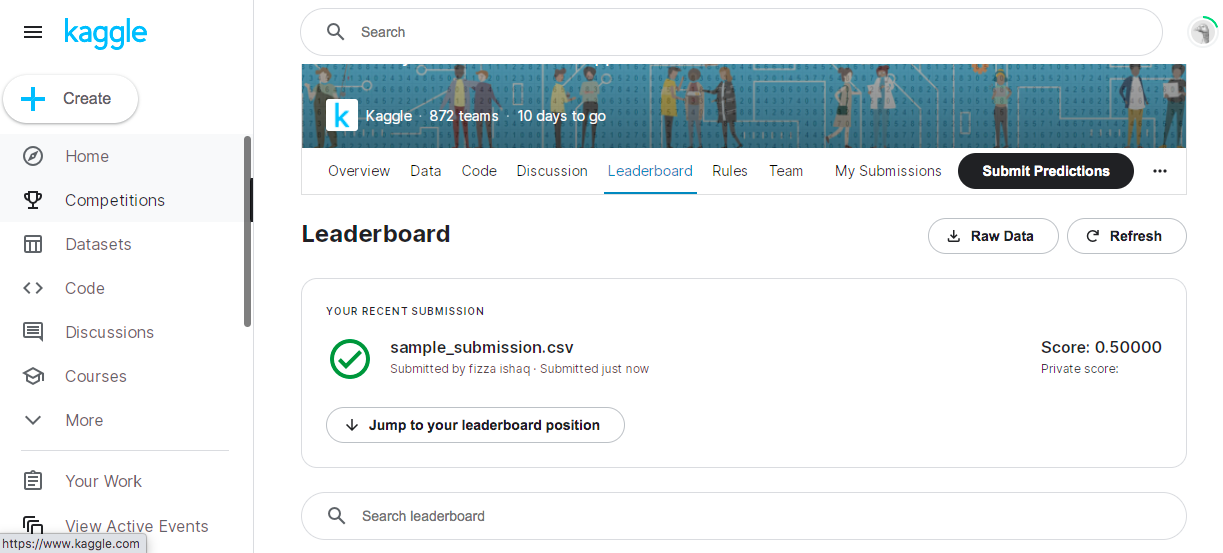 kaggle
Search
Create
Home
Competitions
Datasets
Code
Discussions
Courses
More
Your Work
View Active Events
https://www.kaggle.com
k
Kaggle · 872 teams · 10 days to go
Overview Data Code Discussion Leaderboard Rules Team My Submissions Submit Predictions
Leaderboard
Raw Data
Refresh
YOUR RECENT SUBMISSION
sample_submission.csv
Score: 0.50000
Submitted by fizza ishaq · Submitted just now
Private score:
Jump to your leaderboard position
Search leaderboard